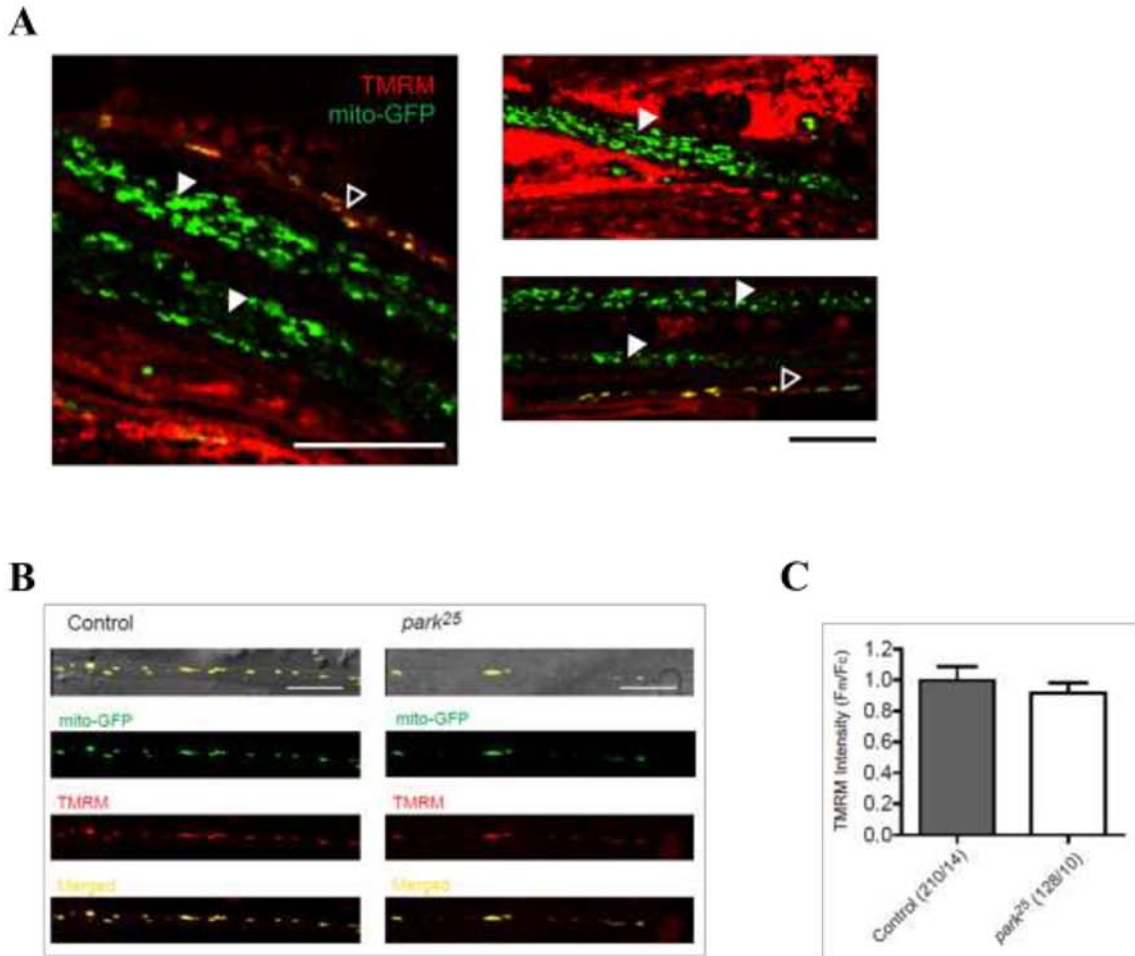 A
TMRM
mito-GFP
B
Control
park25
mito-GFP
mito-GFP
TMRM
TMRM
Merged
Merged
C
TMRM Intensity (Fm/Fc)
1.2
1.0
0.8
0.6
0.4
0.2
0.0
Control (210/14)
park25 (128/10)